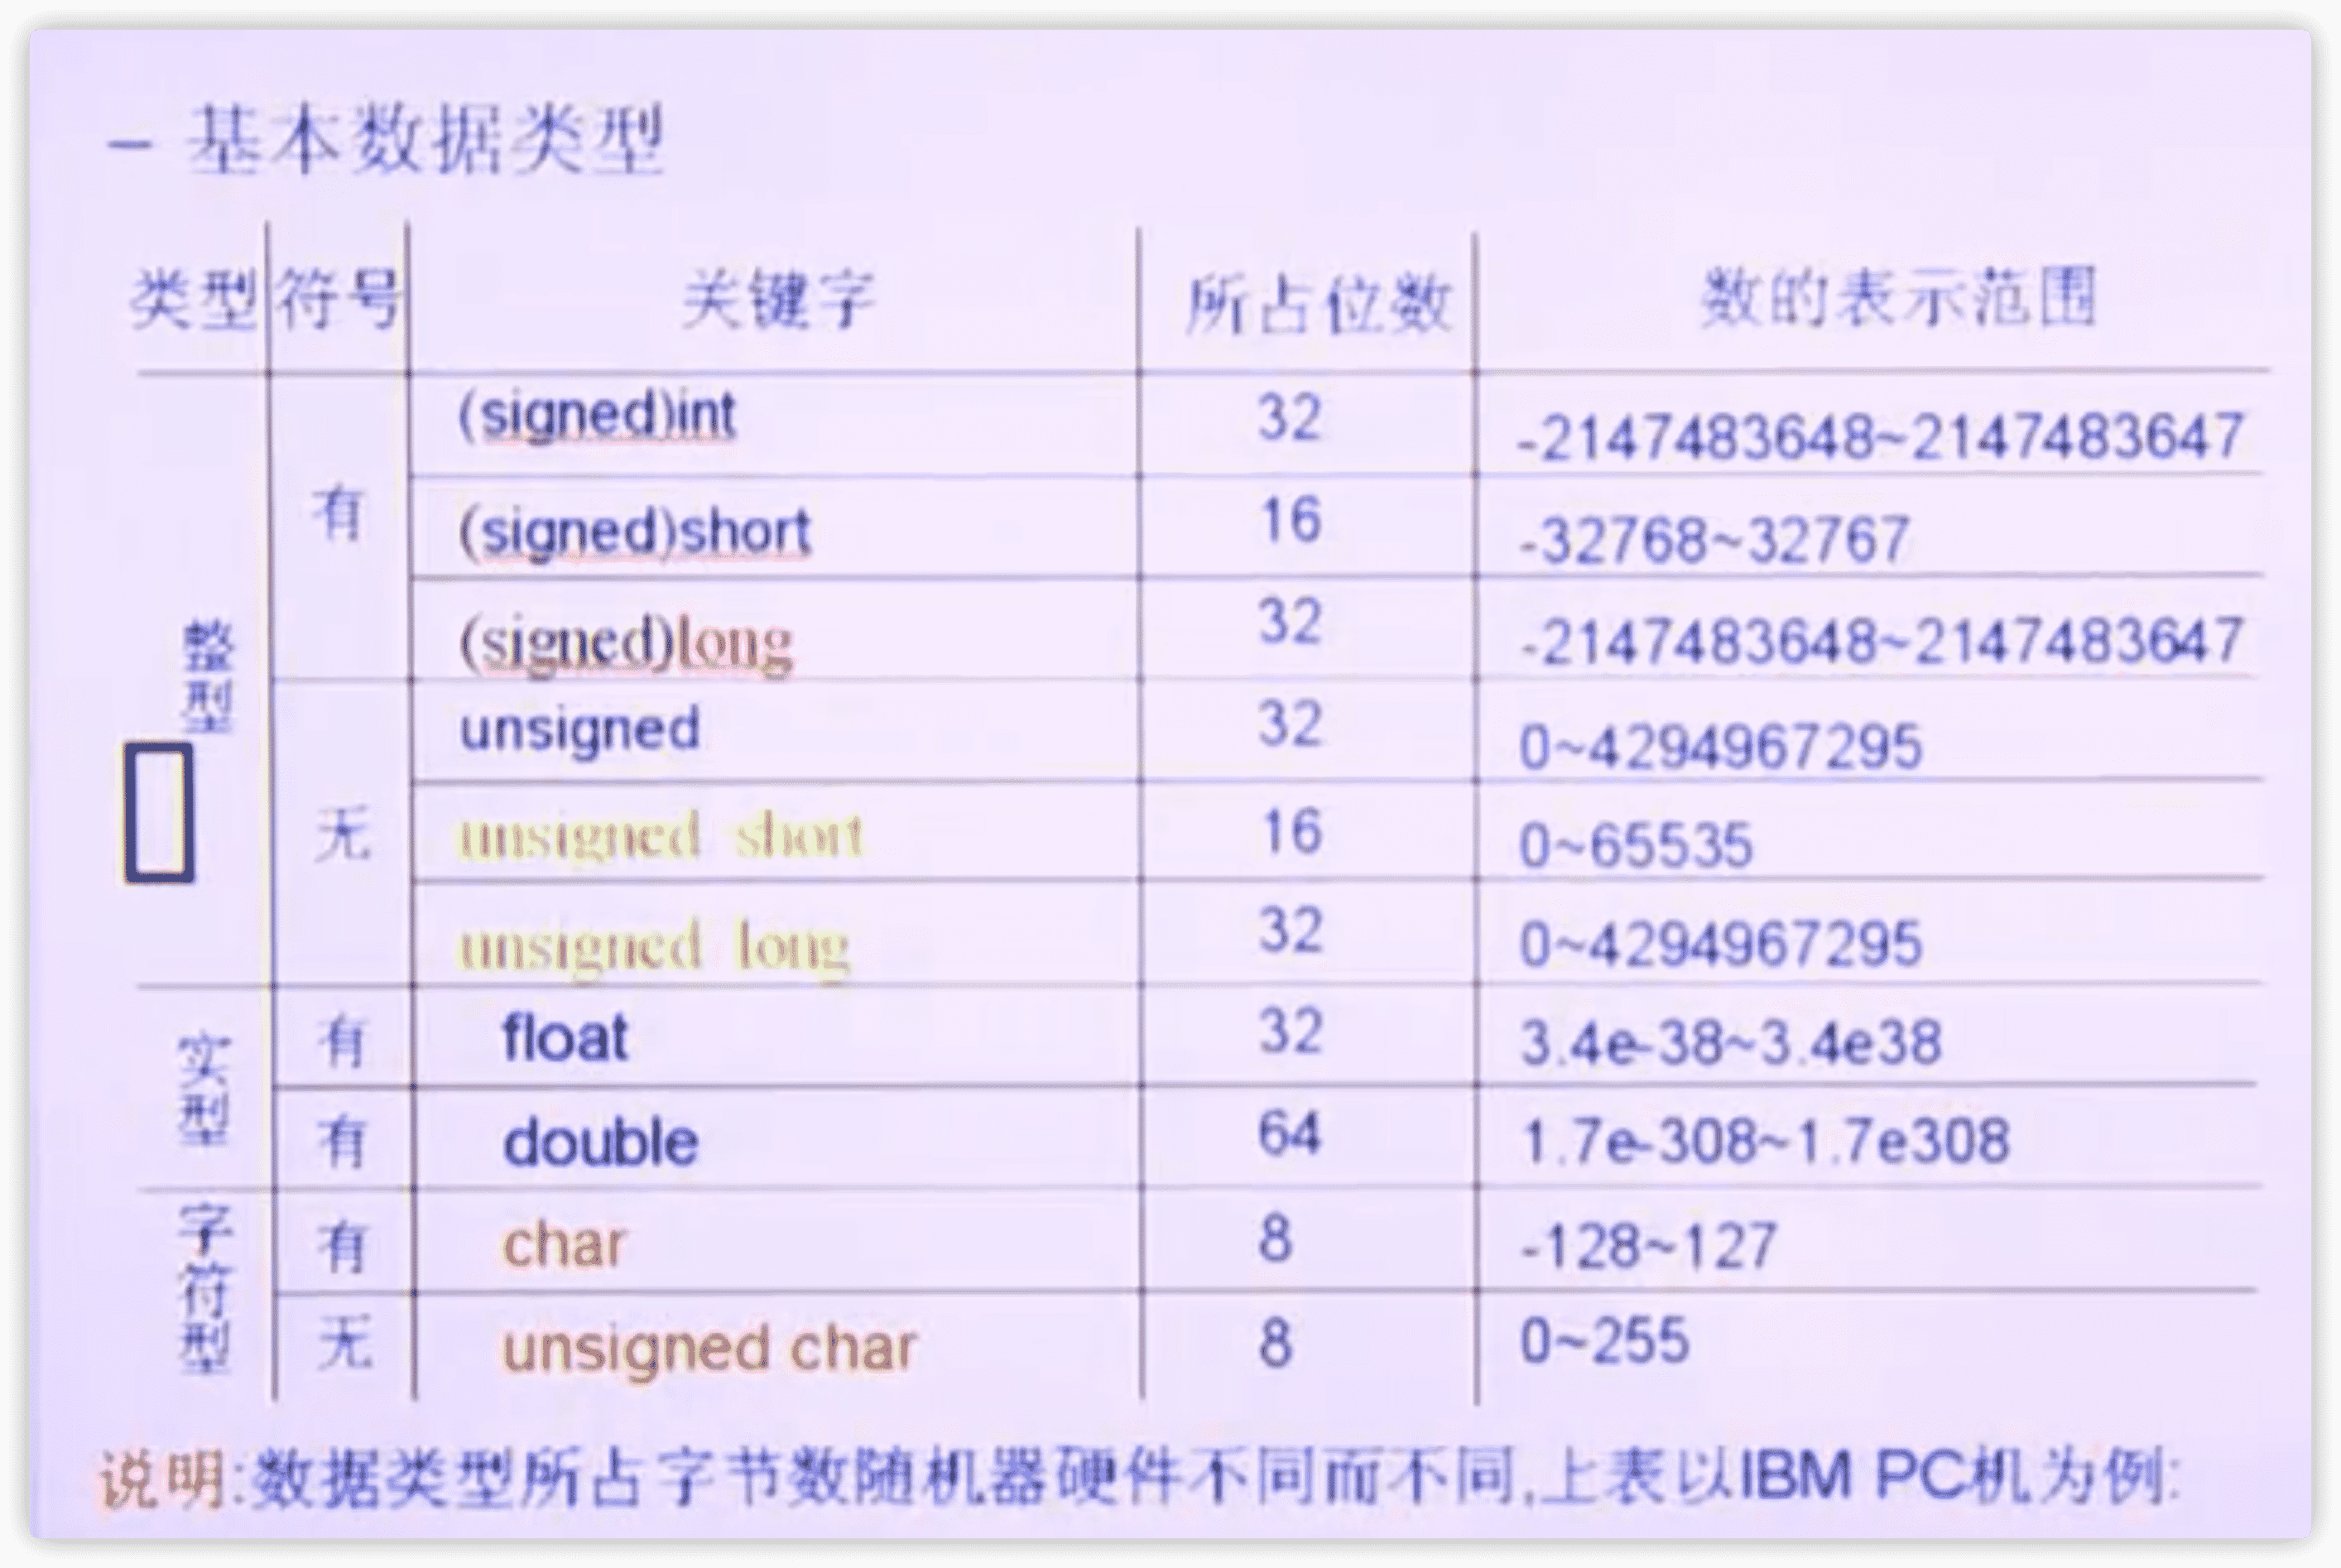 – 基本数据类型
类型 符号 关键字 所占位数 数的表示范围
整型 有 (signed)int 32 -2147483648~2147483647
(signed)short 16 -32768~32767
(signed)long 32 -2147483648~2147483647
无 unsigned 32 0~4294967295
unsigned short 16 0~65535
unsigned long 32 0~4294967295
实型 有 float 32 3.4e-38~3.4e38
有 double 64 1.7e-308~1.7e308
字符型 有 char 8 -128~127
无 unsigned char 8 0~255
说明:数据类型所占字节数随机器硬件不同而不同,上表以IBM PC机为例: